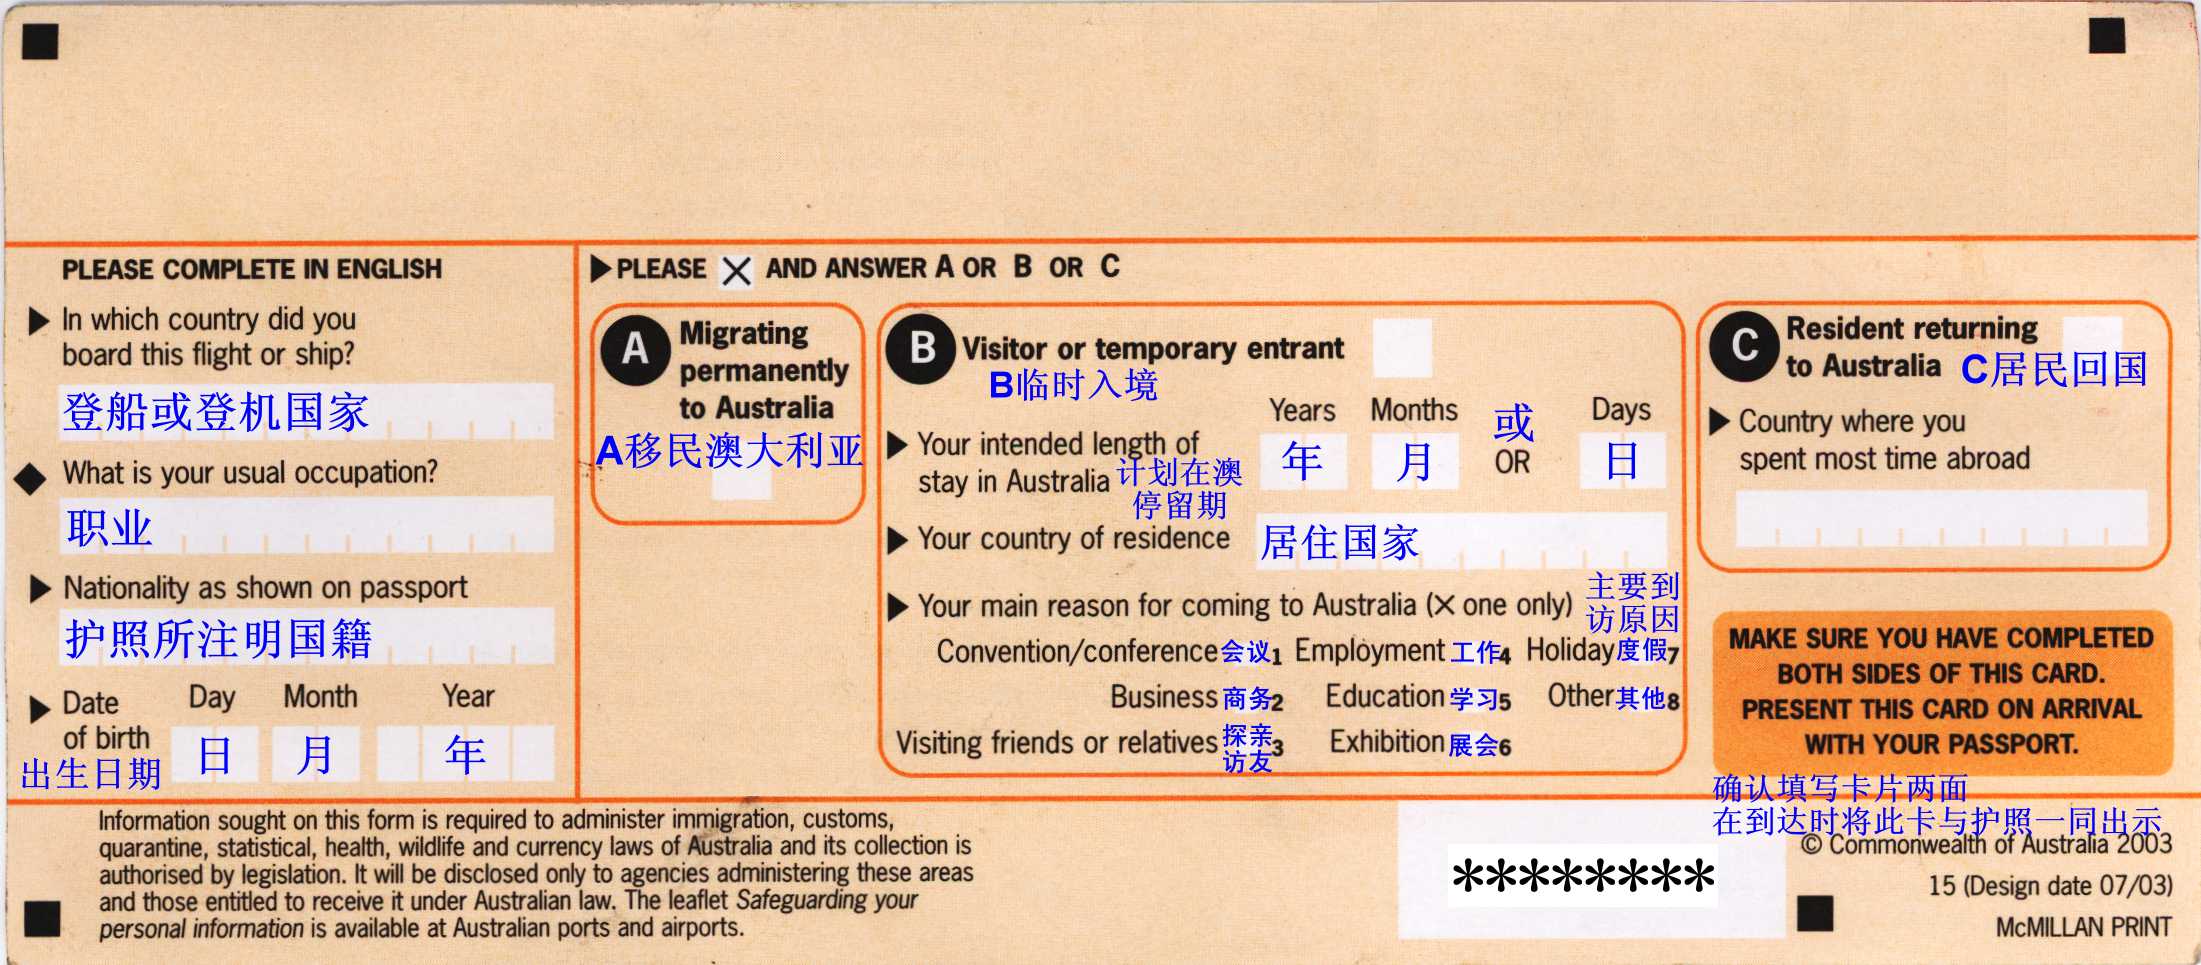 PLEASE COMPLETE IN ENGLISH
In which country did you
board this flight or ship?
登船或登机国家
What is your usual occupation?
职业
Nationality as shown on passport
护照所注明国籍
Date
of birth
出生日期
Day Month Year
日 月 年
PLEASE X AND ANSWER A OR B OR C
A Migrating
permanently
to Australia
A移民澳大利亚
B Visitor or temporary entrant
B临时入境
Years Months 或 Days
Your intended length of
stay in Australia
计划在澳
停留期
年 月 OR 日
Your country of residence
居住国家
Your main reason for coming to Australia (X one only)
主要到
访原因
Convention/conference 会议1 Employment 工作4 Holiday 度假7
Business 商务2 Education 学习5 Other 其他8
Visiting friends or relatives 探亲
访友3 Exhibition 展会6
C Resident returning
to Australia C居民回国
Country where you
spent most time abroad
MAKE SURE YOU HAVE COMPLETED
BOTH SIDES OF THIS CARD.
PRESENT THIS CARD ON ARRIVAL
WITH YOUR PASSPORT.
确认填写卡片两面
在到达时将此卡与护照一同出示
Information sought on this form is required to administer immigration, customs,
quarantine, statistical, health, wildlife and currency laws of Australia and its collection is
authorised by legislation. It will be disclosed only to agencies administering these areas
and those entitled to receive it under Australian law. The leaflet Safeguarding your
personal information is available at Australian ports and airports.
********
© Commonwealth of Australia 2003
15 (Design date 07/03)
McMILLAN PRINT